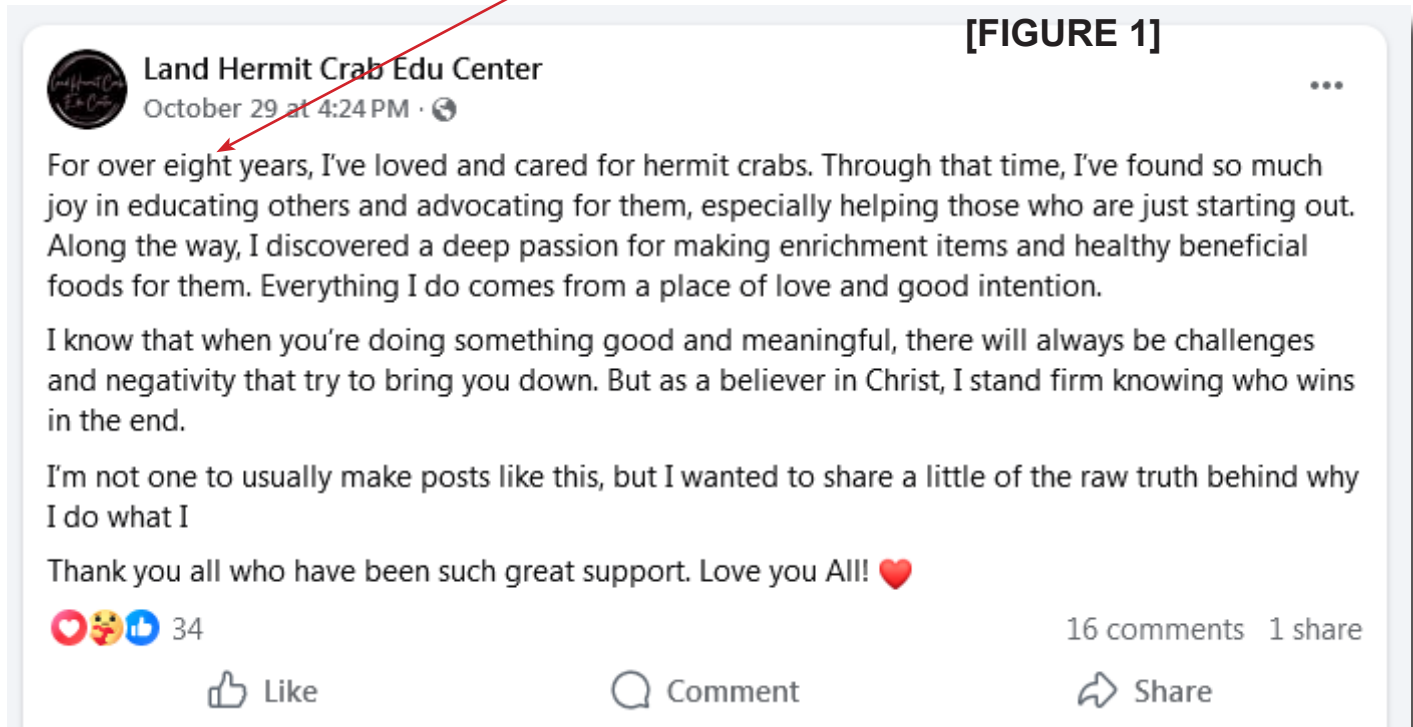 [FIGURE 1]
Land Hermit Crab Edu Center
October 29 at 4:24 PM ·
For over eight years, I've loved and cared for hermit crabs. Through that time, I've found so much
joy in educating others and advocating for them, especially helping those who are just starting out.
Along the way, I discovered a deep passion for making enrichment items and healthy beneficial
foods for them. Everything I do comes from a place of love and good intention.
I know that when you're doing something good and meaningful, there will always be challenges
and negativity that try to bring you down. But as a believer in Christ, I stand firm knowing who wins
in the end.
I'm not one to usually make posts like this, but I wanted to share a little of the raw truth behind why
I do what I
Thank you all who have been such great support. Love you All! ❤️
34
16 comments 1 share
Like Comment Share